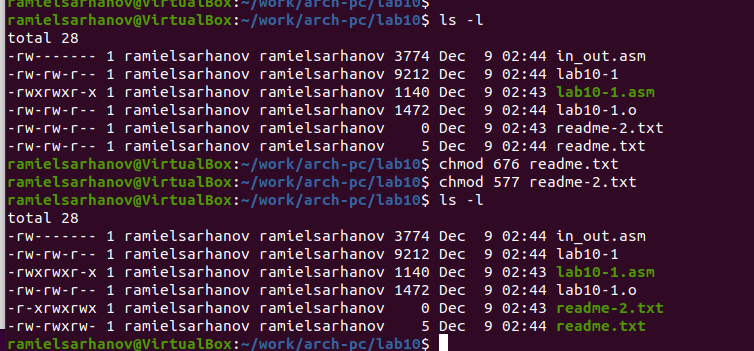 ramielsarhanov@VirtualBox:~/work/arch-pc/lab10$
ramielsarhanov@VirtualBox:~/work/arch-pc/lab10$ ls -l
total 28
-rw------- 1 ramielsarhanov ramielsarhanov 3774 Dec  9 02:44 in_out.asm
-rw-rw-r-- 1 ramielsarhanov ramielsarhanov 9212 Dec  9 02:44 lab10-1
-rwxrwxr-x 1 ramielsarhanov ramielsarhanov 1140 Dec  9 02:43 lab10-1.asm
-rw-rw-r-- 1 ramielsarhanov ramielsarhanov 1472 Dec  9 02:44 lab10-1.o
-rw-rw-r-- 1 ramielsarhanov ramielsarhanov    0 Dec  9 02:43 readme-2.txt
-rw-rw-r-- 1 ramielsarhanov ramielsarhanov    5 Dec  9 02:44 readme.txt
ramielsarhanov@VirtualBox:~/work/arch-pc/lab10$ chmod 676 readme.txt
ramielsarhanov@VirtualBox:~/work/arch-pc/lab10$ chmod 577 readme-2.txt
ramielsarhanov@VirtualBox:~/work/arch-pc/lab10$ ls -l
total 28
-rw------- 1 ramielsarhanov ramielsarhanov 3774 Dec  9 02:44 in_out.asm
-rw-rw-r-- 1 ramielsarhanov ramielsarhanov 9212 Dec  9 02:44 lab10-1
-rwxrwxr-x 1 ramielsarhanov ramielsarhanov 1140 Dec  9 02:43 lab10-1.asm
-rw-rw-r-- 1 ramielsarhanov ramielsarhanov 1472 Dec  9 02:44 lab10-1.o
-r-xrwxrwx 1 ramielsarhanov ramielsarhanov    0 Dec  9 02:43 readme-2.txt
-rw-rwxrw- 1 ramielsarhanov ramielsarhanov    5 Dec  9 02:44 readme.txt
ramielsarhanov@VirtualBox:~/work/arch-pc/lab10$